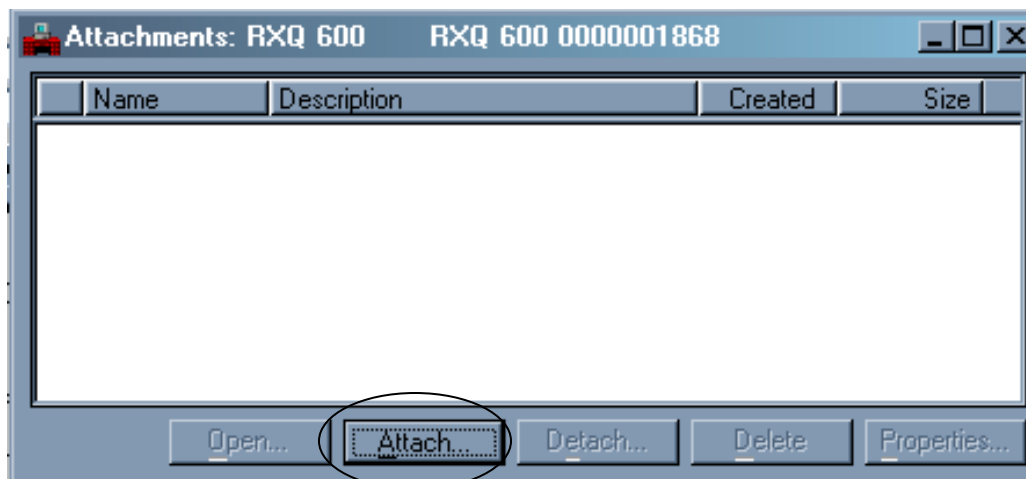 Attachments: RXQ 600 RXQ 600 0000001868
Name Description Created Size
Open... Attach... Detach... Delete Properties...